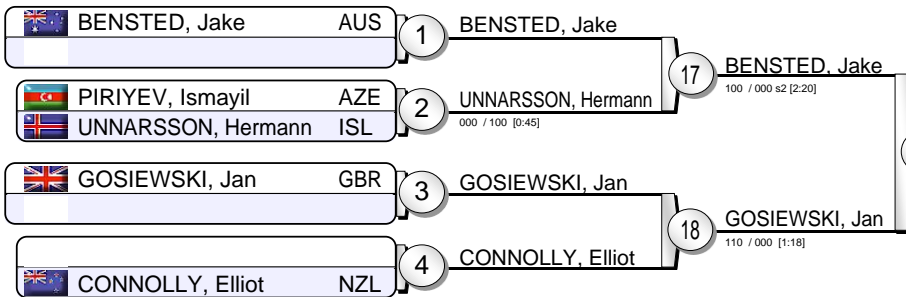 BENSTED, Jake AUS
1
BENSTED, Jake
PIRIYEV, Ismayil AZE
UNNARSSON, Hermann ISL
2
UNNARSSON, Hermann
000 / 100 [0:45]
17
BENSTED, Jake
100 / 000 s2 [2:20]
GOSIEWSKI, Jan GBR
3
GOSIEWSKI, Jan
CONNOLLY, Elliot NZL
4
CONNOLLY, Elliot
18
GOSIEWSKI, Jan
110 / 000 [1:18]